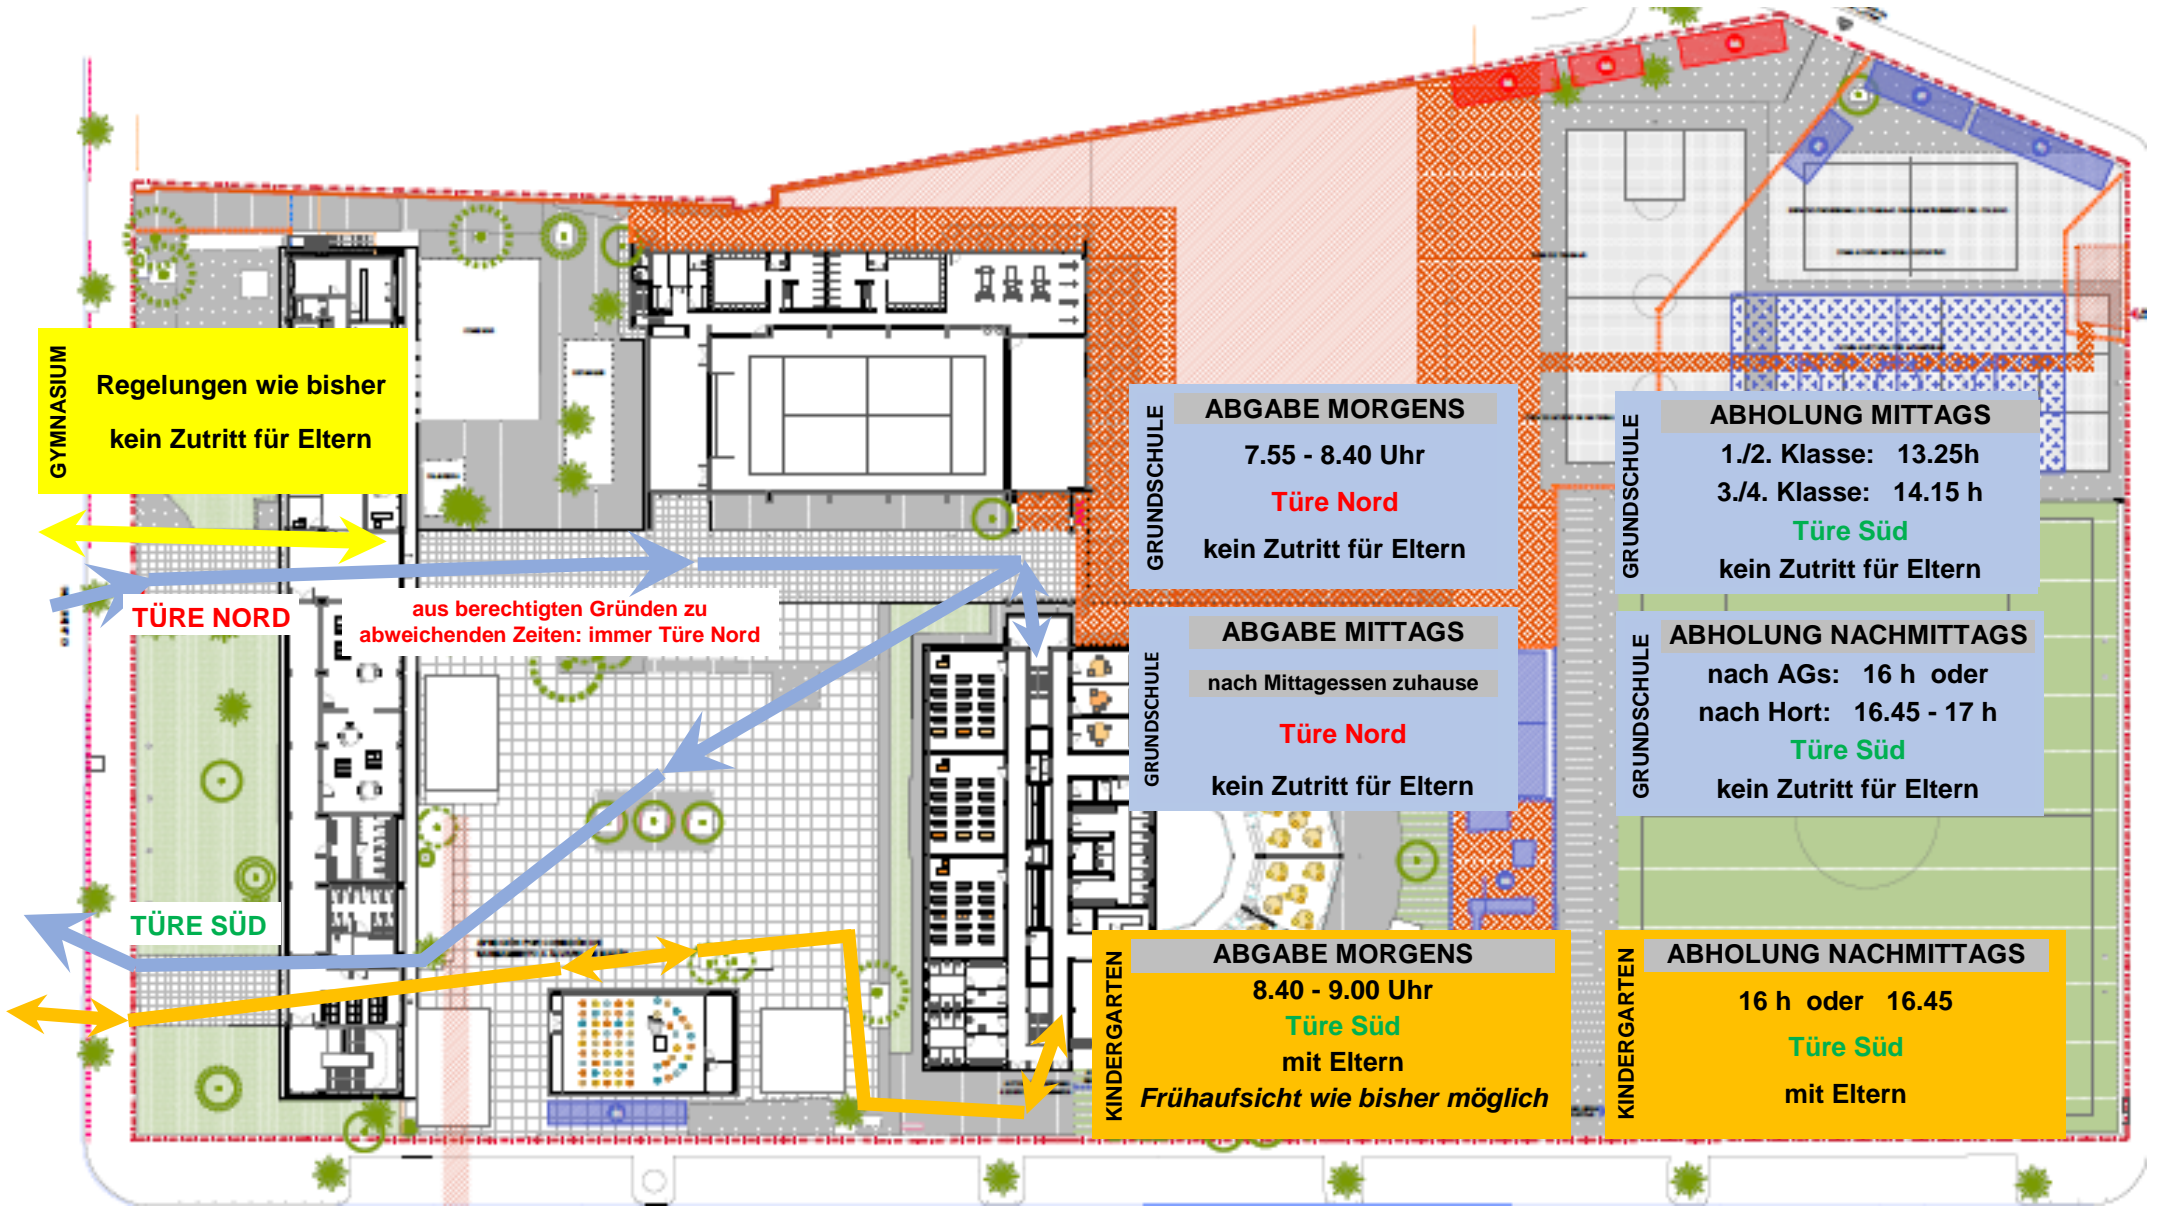 GYMNASIUM
Regelungen wie bisher
kein Zutritt für Eltern
TÜRE NORD
aus berechtigten Gründen zu
abweichenden Zeiten: immer Türe Nord
TÜRE SÜD
GRUNDSCHULE
ABGABE MORGENS
7.55 - 8.40 Uhr
Türe Nord
kein Zutritt für Eltern
GRUNDSCHULE
ABHOLUNG MITTAGS
1./2. Klasse: 13.25h
3./4. Klasse: 14.15 h
Türe Süd
kein Zutritt für Eltern
GRUNDSCHULE
ABGABE MITTAGS
nach Mittagessen zuhause
Türe Nord
kein Zutritt für Eltern
GRUNDSCHULE
ABHOLUNG NACHMITTAGS
nach AGs: 16 h oder
nach Hort: 16.45 - 17 h
Türe Süd
kein Zutritt für Eltern
KINDERGARTEN
ABGABE MORGENS
8.40 - 9.00 Uhr
Türe Süd
mit Eltern
Frühaufsicht wie bisher möglich
KINDERGARTEN
ABHOLUNG NACHMITTAGS
16 h oder 16.45
Türe Süd
mit Eltern